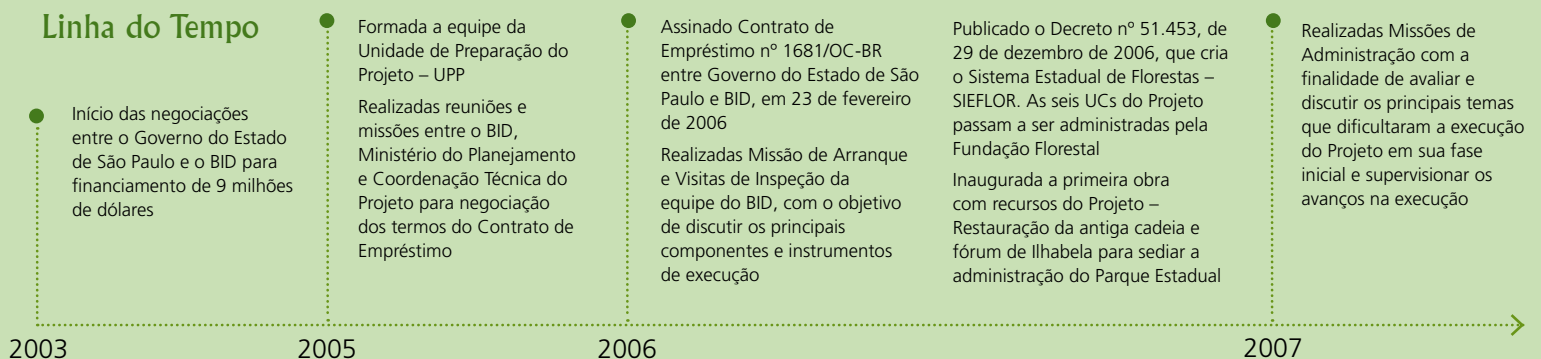 Linha do Tempo
Início das negociações
entre o Governo do Estado
de São Paulo e o BID para
financiamento de 9 milhões
de dólares
Formada a equipe da
Unidade de Preparação do
Projeto – UPP
Realizadas reuniões e
missões entre o BID,
Ministério do Planejamento
e Coordenação Técnica do
Projeto para negociação
dos termos do Contrato de
Empréstimo
Assinado Contrato de
Empréstimo nº 1681/OC-BR
entre Governo do Estado de São
Paulo e BID, em 23 de fevereiro
de 2006
Realizadas Missão de Arranque
e Visitas de Inspeção da
equipe do BID, com o objetivo
de discutir os principais
componentes e instrumentos
de execução
Publicado o Decreto nº 51.453, de
29 de dezembro de 2006, que cria
o Sistema Estadual de Florestas –
SIEFLOR. As seis UCs do Projeto
passam a ser administradas pela
Fundação Florestal
Inaugurada a primeira obra
com recursos do Projeto –
Restauração da antiga cadeia e
fórum de Ilhabela para sediar a
administração do Parque Estadual
Realizadas Missões de
Administração com a
finalidade de avaliar e
discutir os principais temas
que dificultaram a execução
do Projeto em sua fase
inicial e supervisionar os
avanços na execução
2003
2005
2006
2007